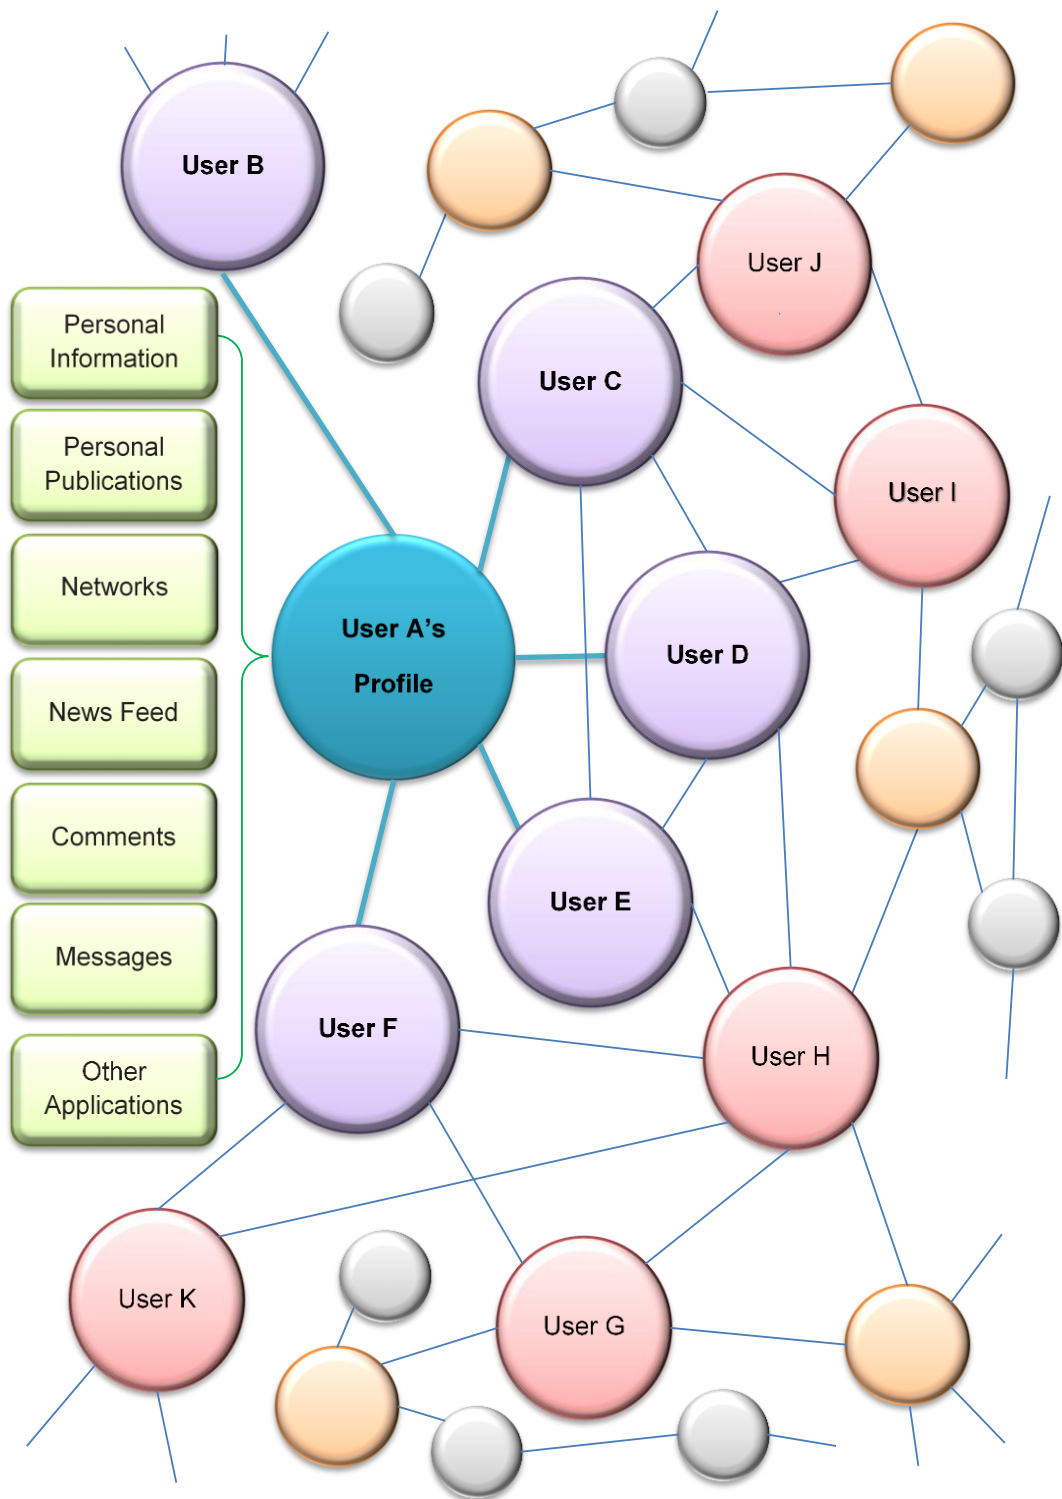 User B
User J
Personal
Information
User C
Personal
Publications
User I
Networks
User A's
Profile
User D
News Feed
Comments
User E
Messages
User F
User H
Other
Applications
User K
User G